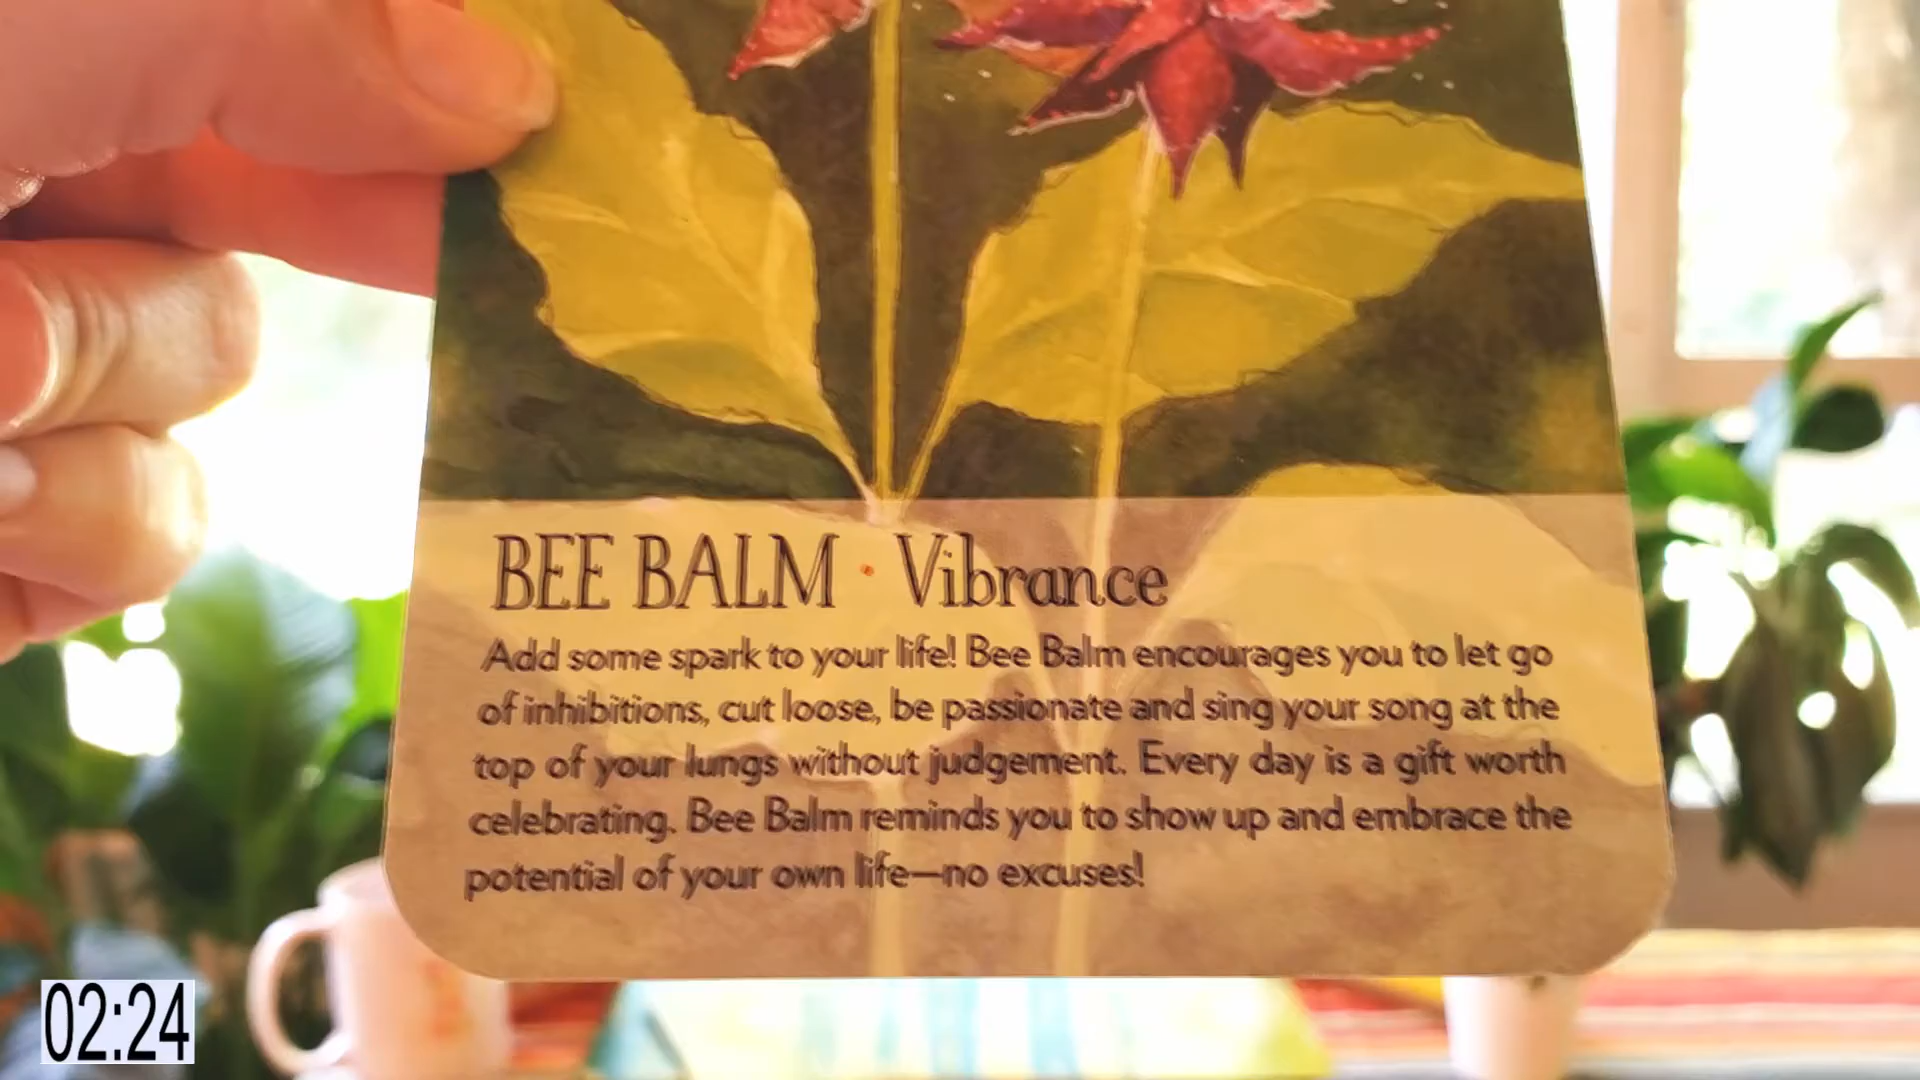 BEE BALM • Vibrance
Add some spark to your life! Bee Balm encourages you to let go
of inhibitions, cut loose, be passionate and sing your song at the
top of your lungs without judgement. Every day is a gift worth
celebrating. Bee Balm reminds you to show up and embrace the
potential of your own life—no excuses!
02:24